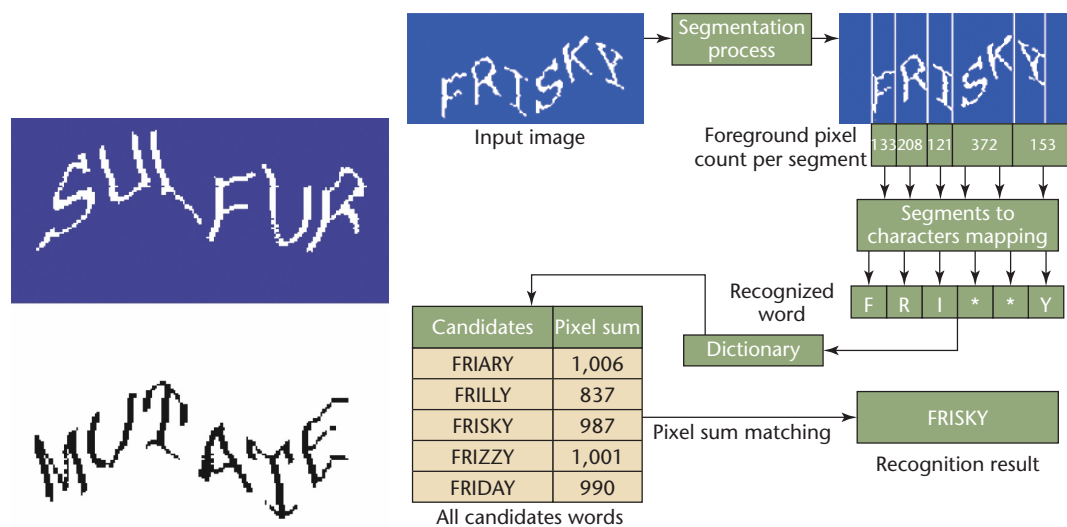 SULFUR
MUTATE
FRISKY
Input image
Segmentation
process
FRISKY
Foreground pixel
count per segment
133 208 121 372 153
Segments to
characters mapping
Recognized
word
F R I * * Y
Dictionary
Candidates Pixel sum
FRIARY 1,006
FRILLY 837
FRISKY 987
FRIZZY 1,001
FRIDAY 990
All candidates words
Pixel sum matching
FRISKY
Recognition result